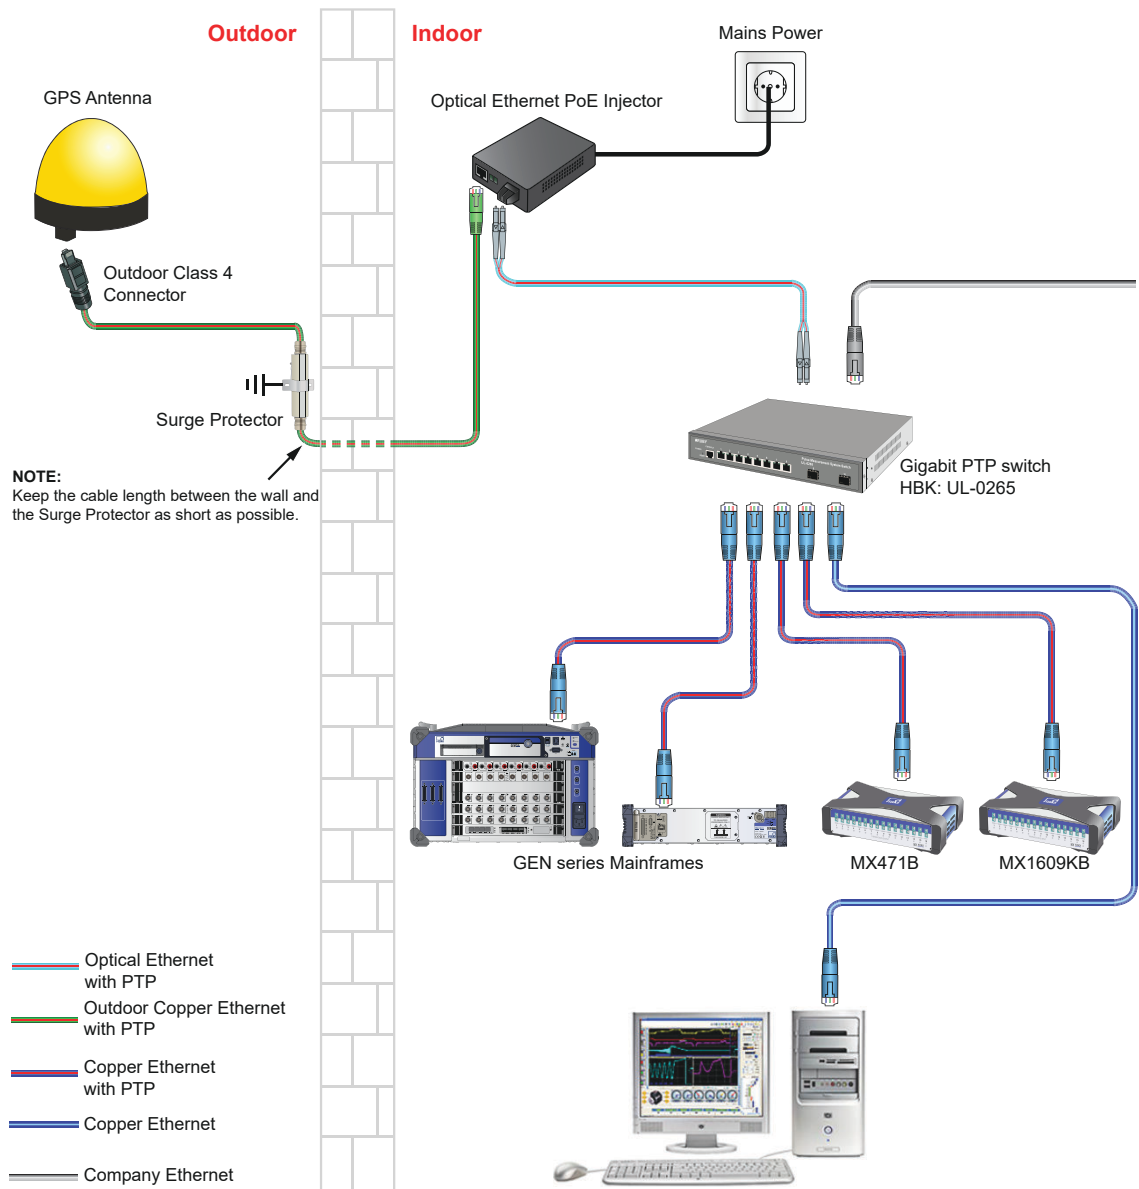 Outdoor
Indoor
Mains Power
GPS Antenna
Optical Ethernet PoE Injector
Outdoor Class 4
Connector
Surge Protector
NOTE:
Keep the cable length between the wall and
the Surge Protector as short as possible.
Gigabit PTP switch
HBK: UL-0265
GEN series Mainframes
MX471B
MX1609KB
Optical Ethernet
with PTP
Outdoor Copper Ethernet
with PTP
Copper Ethernet
with PTP
Copper Ethernet
Company Ethernet